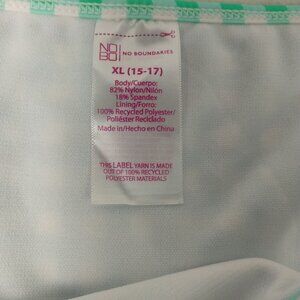 NO BO NO BOUNDARIES
XL (15-17)
Body/Cuerpo:
82% Nylon/Nilón
18% Spandex
Lining/Forro:
100% Recycled Polyester/
Poliéster Reciclado
Made in/Hecho en China
THIS LABEL YARN IS MADE
OUT OF 100% RECYCLED
POLYESTER MATERIALS